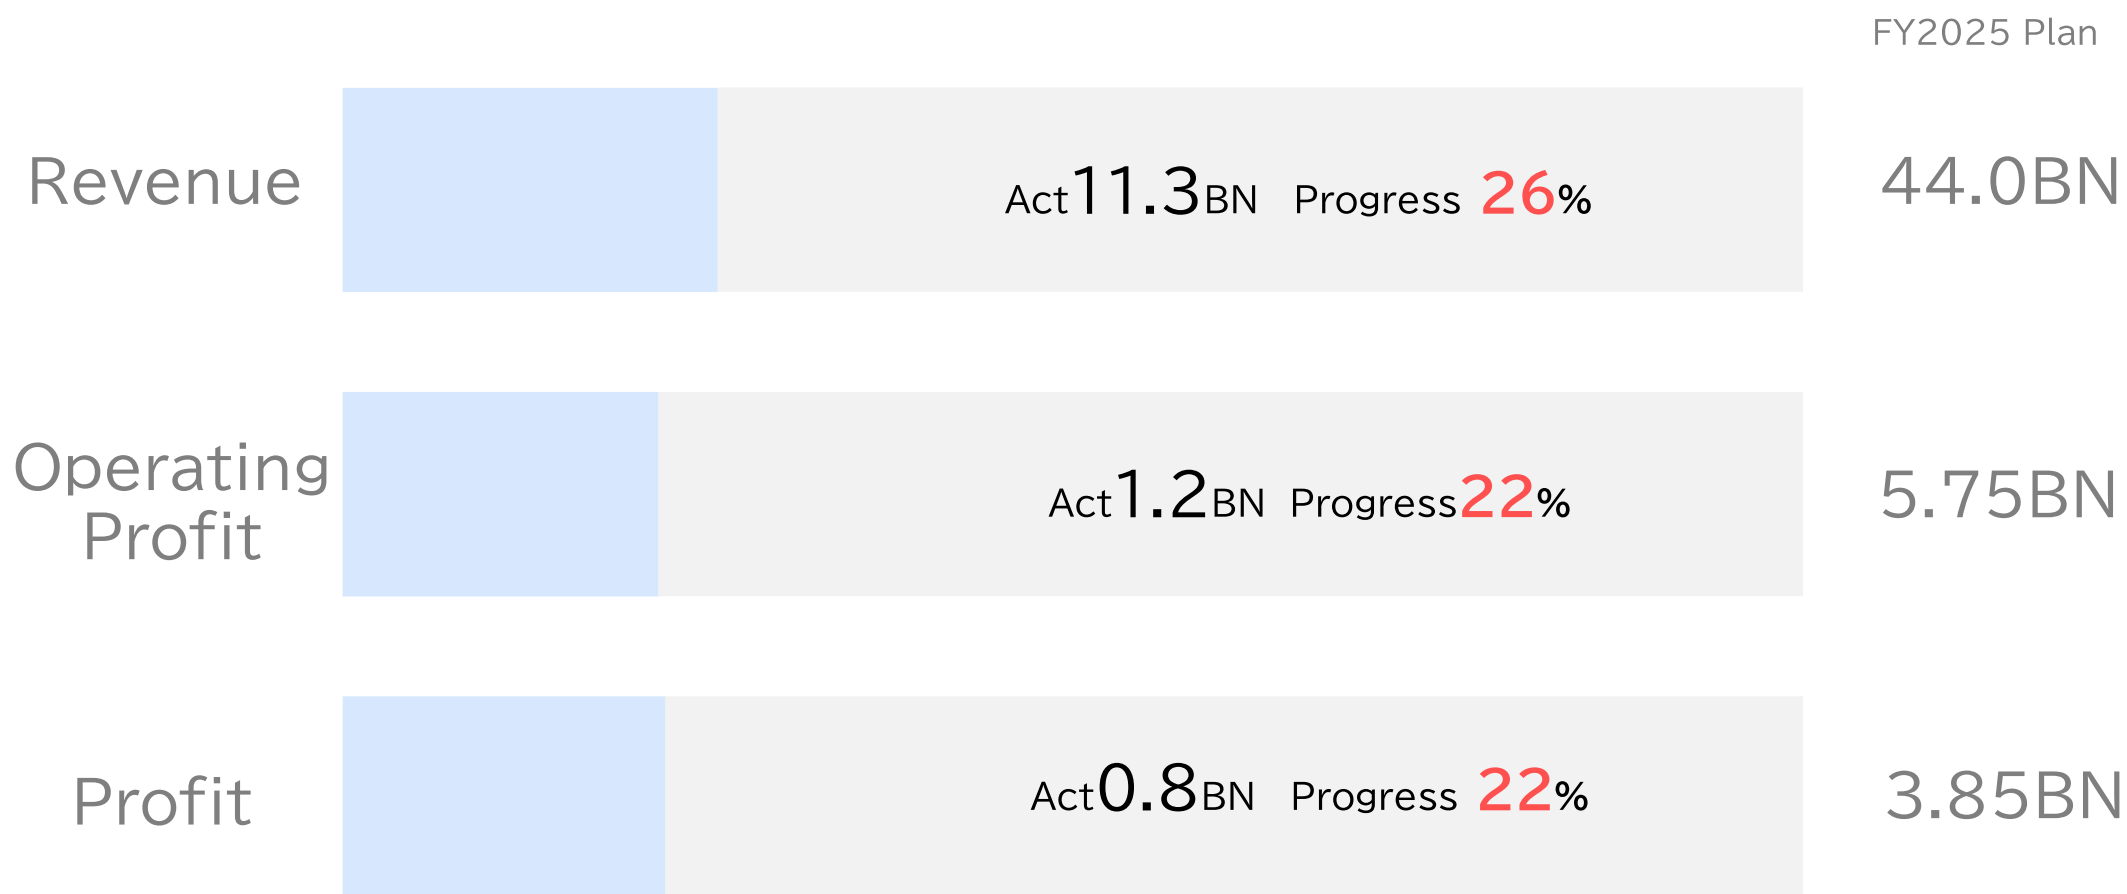 FY2025 Plan
Revenue
Act11.3BN Progress 26%
44.0BN
Operating
Profit
Act1.2BN Progress22%
5.75BN
Profit
Act0.8BN Progress 22%
3.85BN